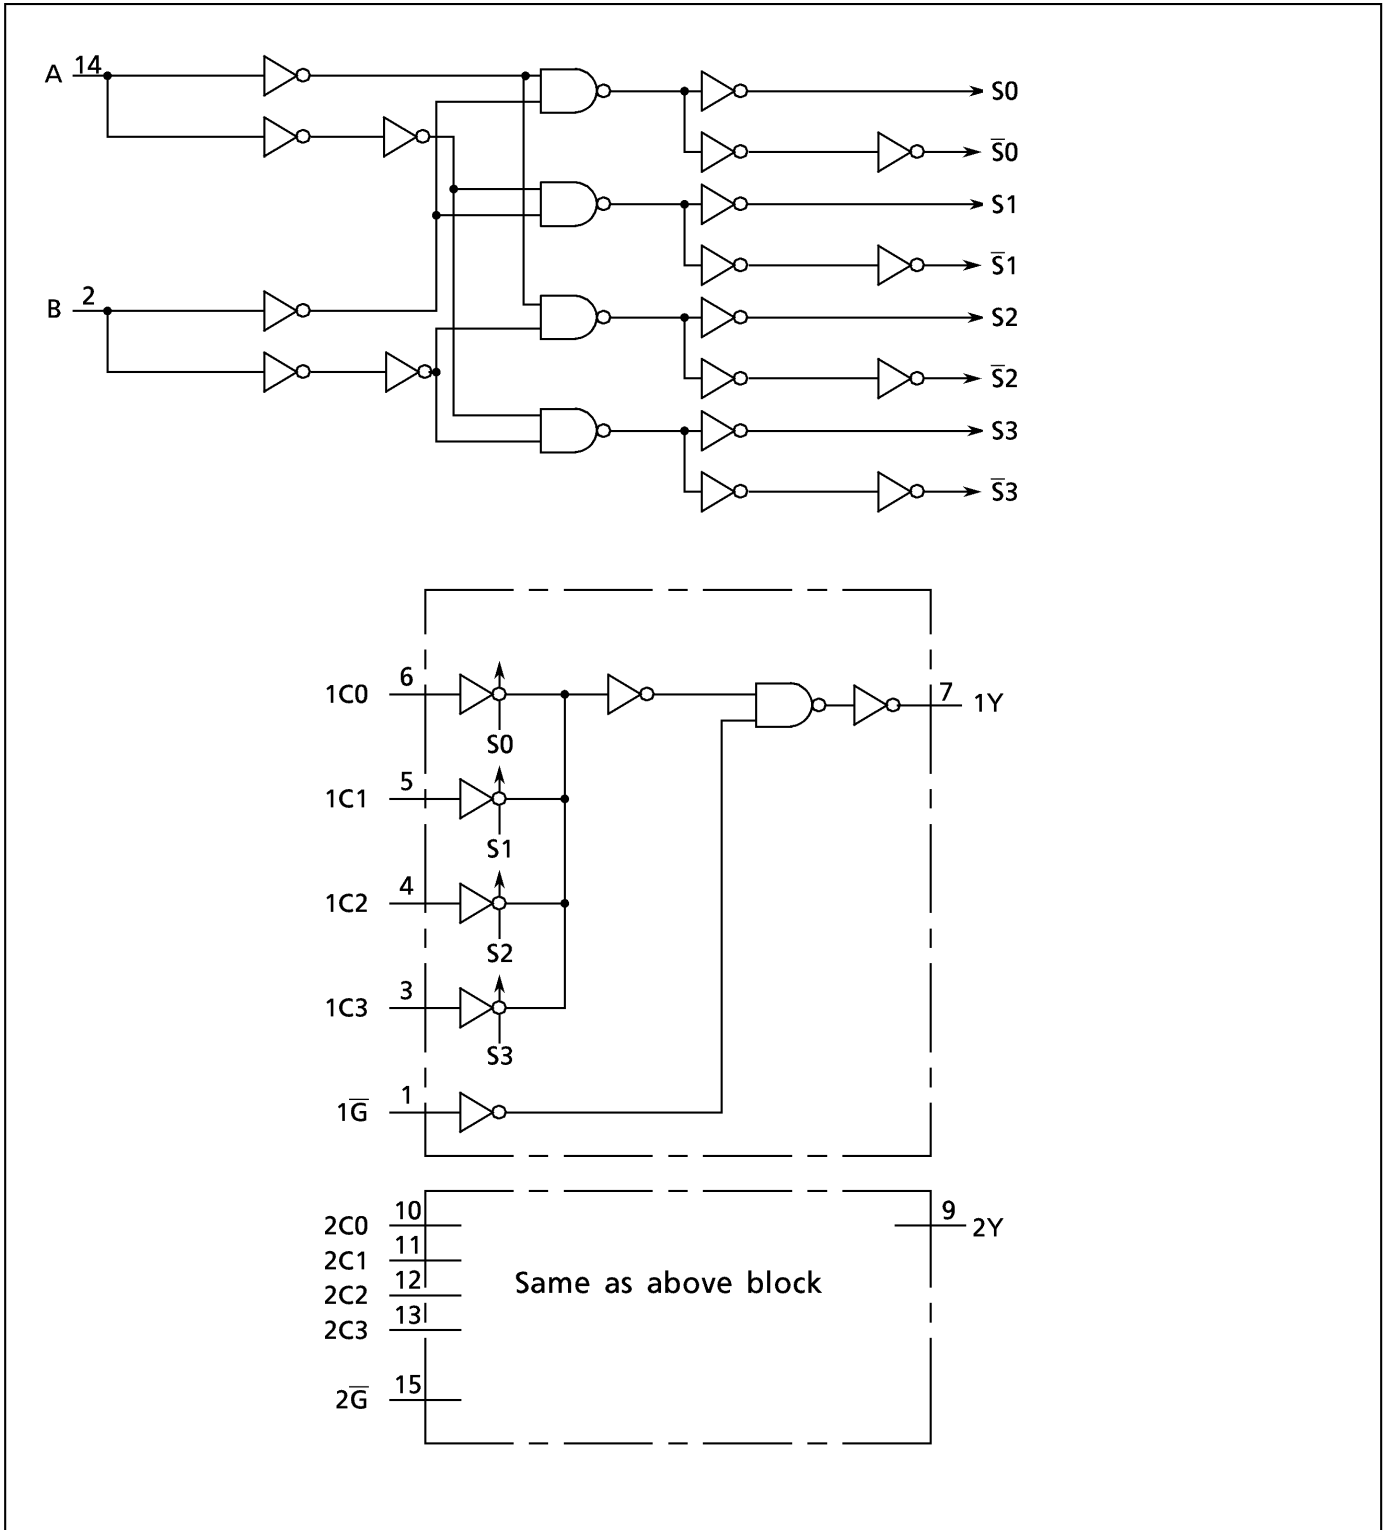 A 14 S0
S̅0
S1
S̅1
B 2 S2
S̅2
S3
S̅3
1C0 6 7 1Y
S0
1C1 5
S1
1C2 4
S2
1C3 3
S3
1G̅ 1
2C0 10 9 2Y
2C1 11
2C2 12 Same as above block
2C3 13
2G̅ 15